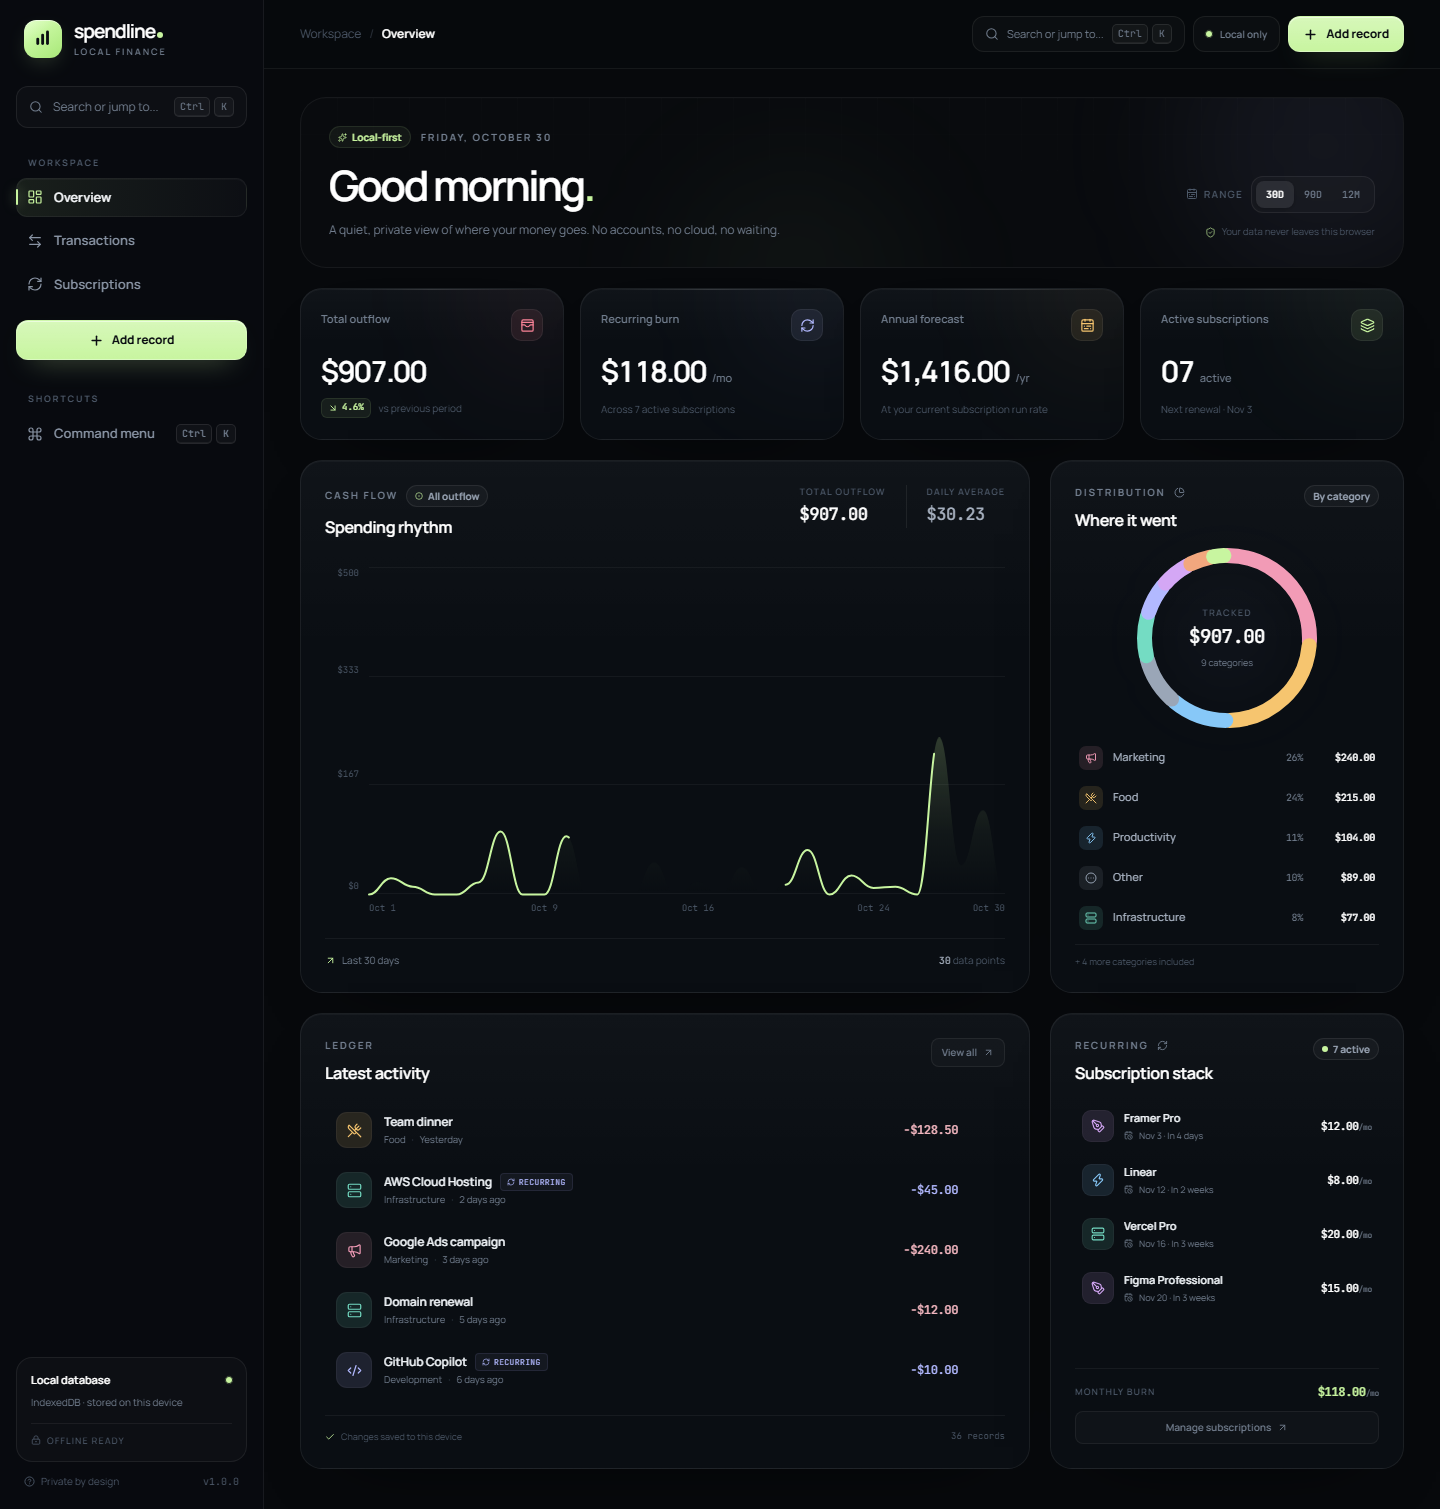 spendline.
LOCAL FINANCE
Search or jump to... Ctrl K
WORKSPACE
Overview
Transactions
Subscriptions
+ Add record
SHORTCUTS
Command menu Ctrl K
Local database
IndexedDB · stored on this device
OFFLINE READY
Private by design v1.0.0
Workspace / Overview
Search or jump to... Ctrl K
Local only
+ Add record
Local-first FRIDAY, OCTOBER 30
Good morning.
A quiet, private view of where your money goes. No accounts, no cloud, no waiting.
RANGE 30D 90D 12M
Your data never leaves this browser
Total outflow
$907.00
4.6% vs previous period
Recurring burn
$118.00 /mo
Across 7 active subscriptions
Annual forecast
$1,416.00 /yr
At your current subscription run rate
Active subscriptions
07 active
Next renewal · Nov 3
CASH FLOW All outflow
Spending rhythm
TOTAL OUTFLOW
$907.00
DAILY AVERAGE
$30.23
$500
$333
$167
$0
Oct 1 Oct 9 Oct 16 Oct 24 Oct 30
Last 30 days 30 data points
DISTRIBUTION
By category
Where it went
TRACKED
$907.00
9 categories
Marketing 26% $240.00
Food 24% $215.00
Productivity 11% $104.00
Other 10% $89.00
Infrastructure 8% $77.00
+ 4 more categories included
LEDGER
View all
Latest activity
Team dinner
Food · Yesterday
-$128.50
AWS Cloud Hosting RECURRING
Infrastructure · 2 days ago
-$45.00
Google Ads campaign
Marketing · 3 days ago
-$240.00
Domain renewal
Infrastructure · 5 days ago
-$12.00
GitHub Copilot RECURRING
Development · 6 days ago
-$10.00
Changes saved to this device 36 records
RECURRING
7 active
Subscription stack
Framer Pro
Nov 3 · In 4 days
$12.00/mo
Linear
Nov 12 · In 2 weeks
$8.00/mo
Vercel Pro
Nov 16 · In 3 weeks
$20.00/mo
Figma Professional
Nov 20 · In 3 weeks
$15.00/mo
MONTHLY BURN $118.00/mo
Manage subscriptions